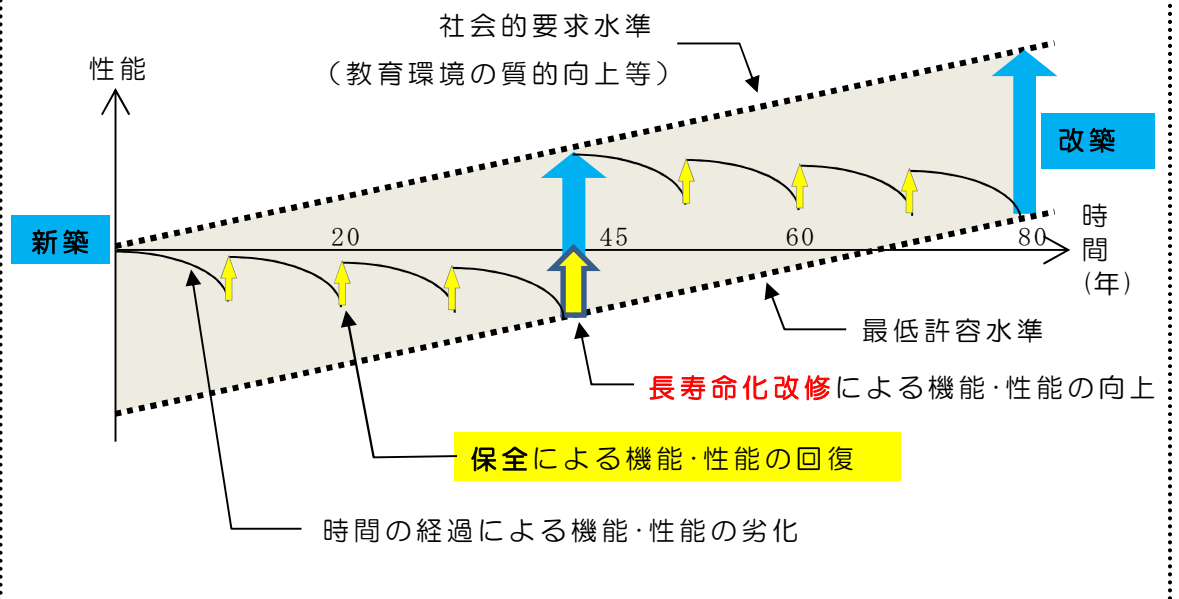 社会的要求水準
（教育環境の質的向上等）
性能
改築
新築
20
45
60
80
時
間
(年)
最低許容水準
長寿命化改修による機能･性能の向上
保全による機能･性能の回復
時間の経過による機能･性能の劣化